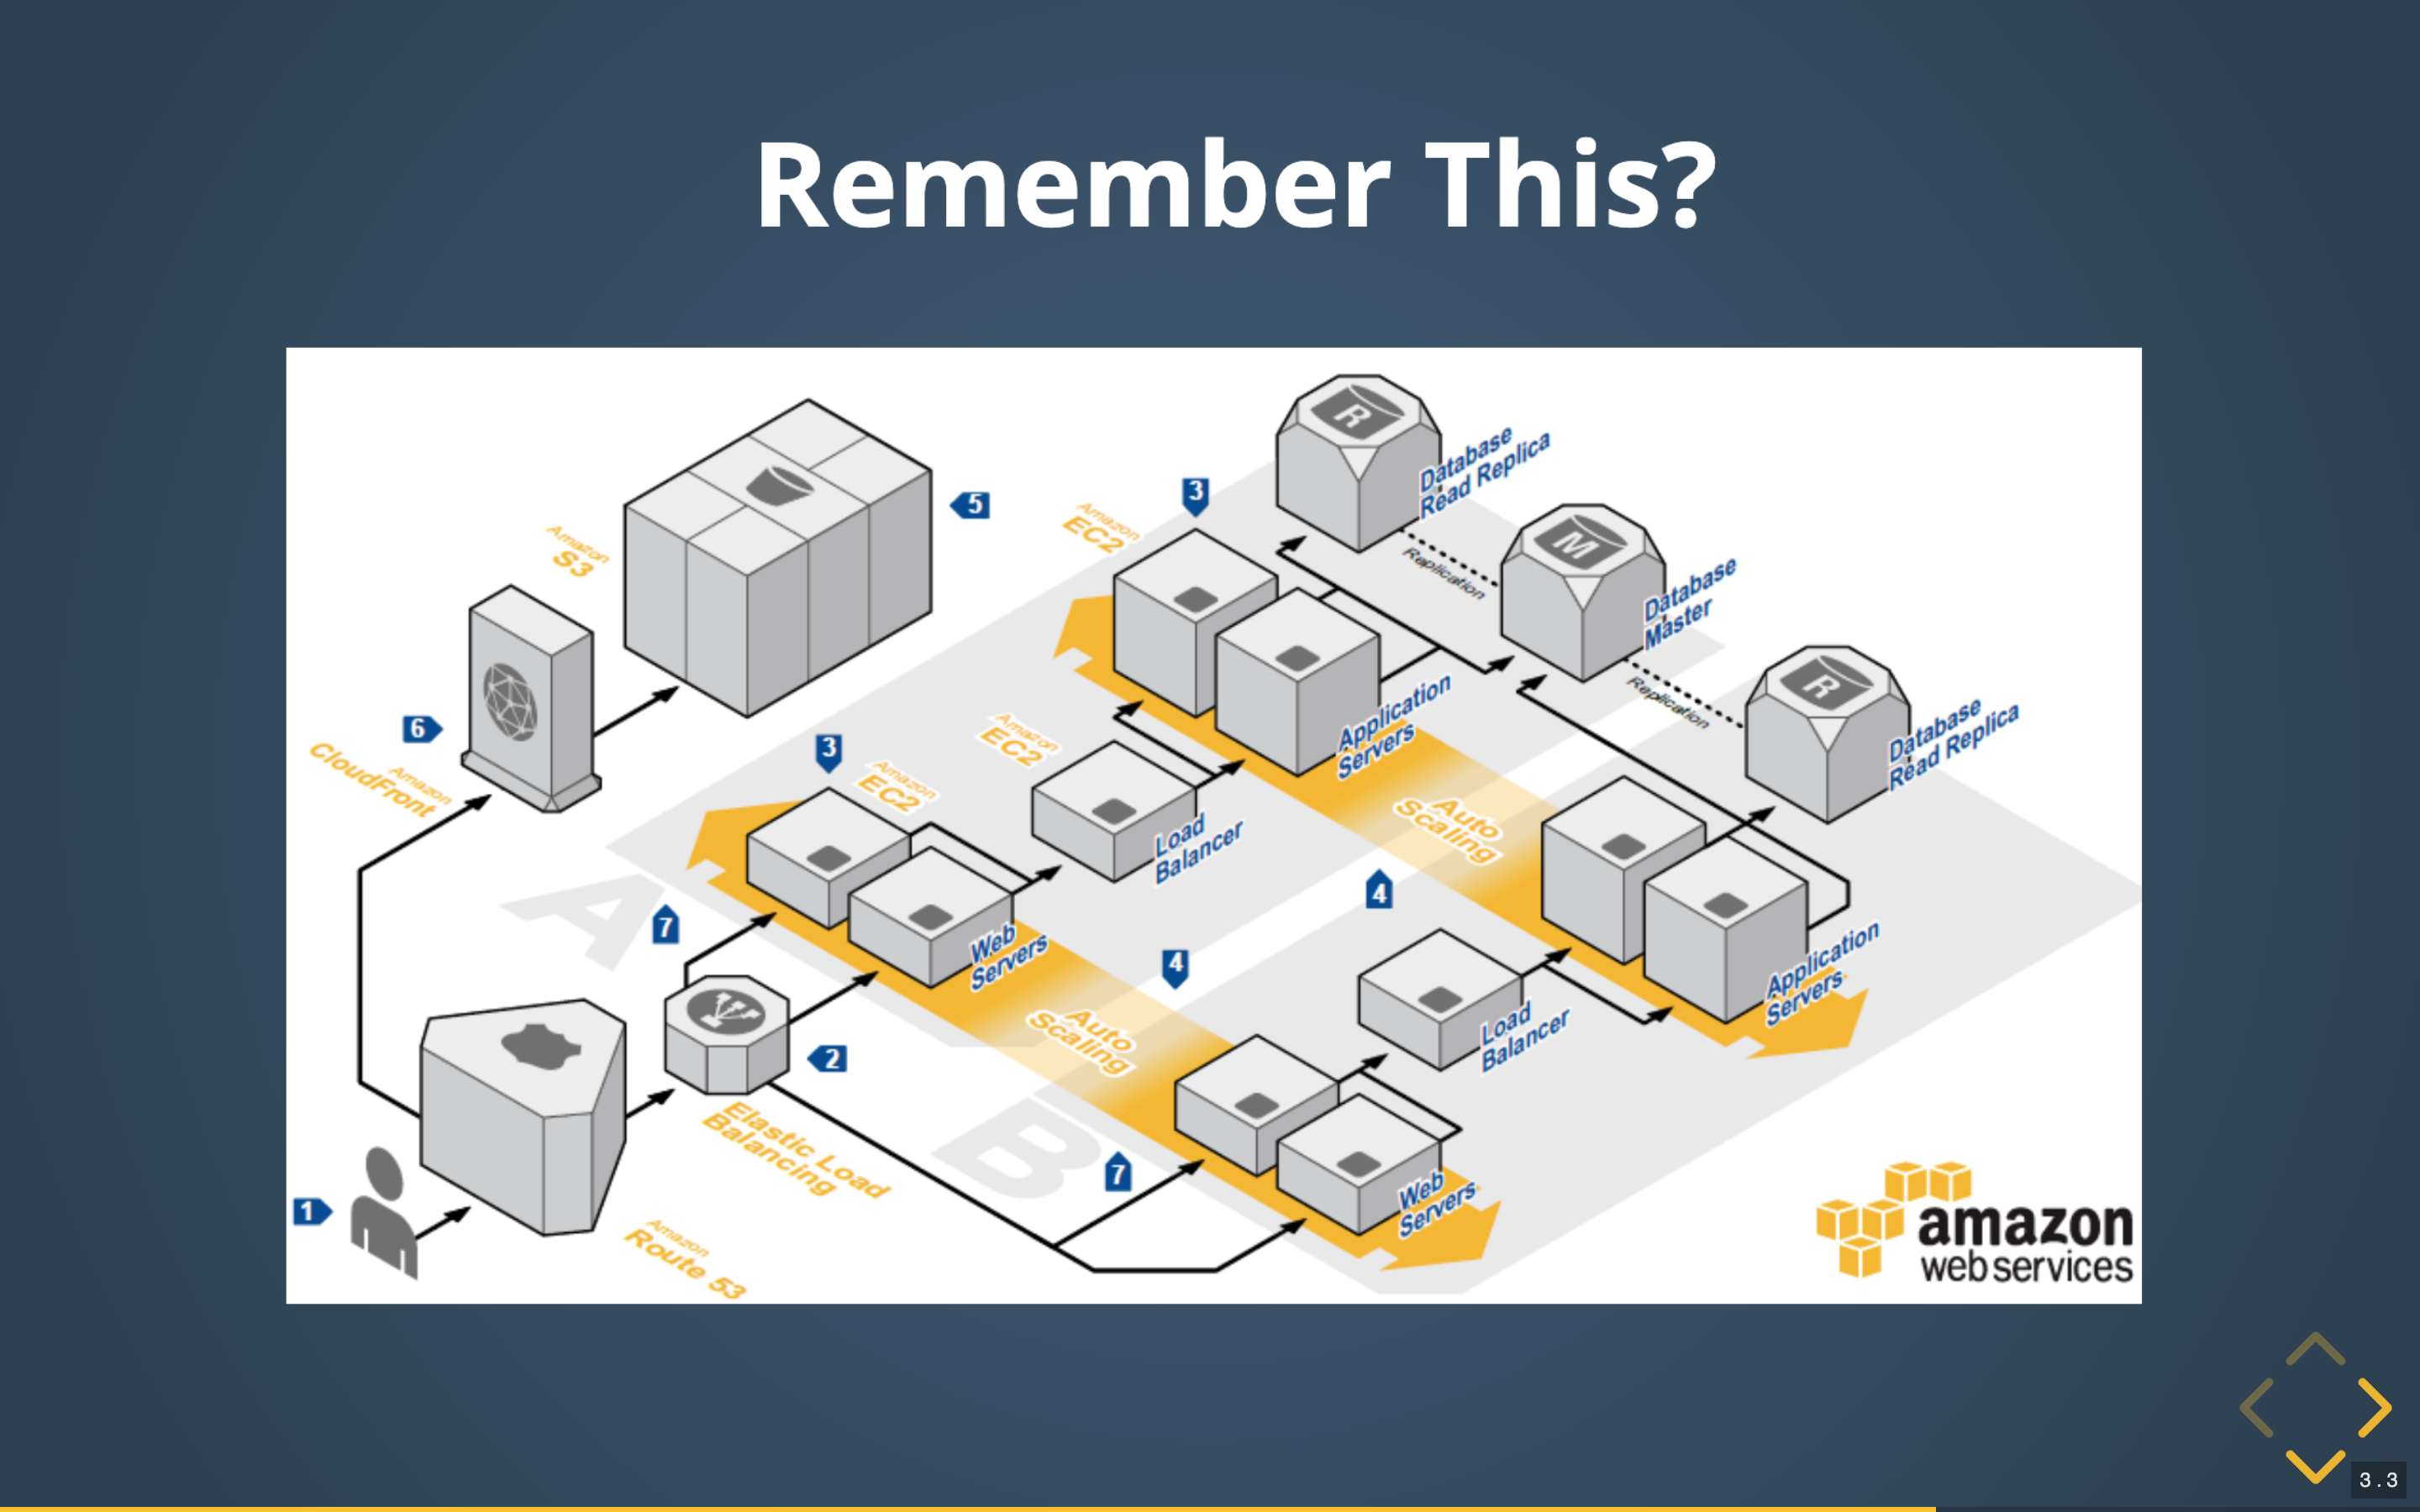 Remember This?
Database
Read Replica
3
5
Amazon
EC2
Amazon
S3
Replication
Database
Master
6
Amazon
CloudFront
Application
Servers
Replication
Database
Read Replica
Amazon
EC2
3
Amazon
EC2
Load
Balancer
Auto
Scaling
4
A
7
Web
Servers
4
Application
Servers
Auto
Scaling
Load
Balancer
2
Elastic Load
Balancing
B
7
Web
Servers
1
Amazon
Route 53
amazon
web services
R
M
R
3.3